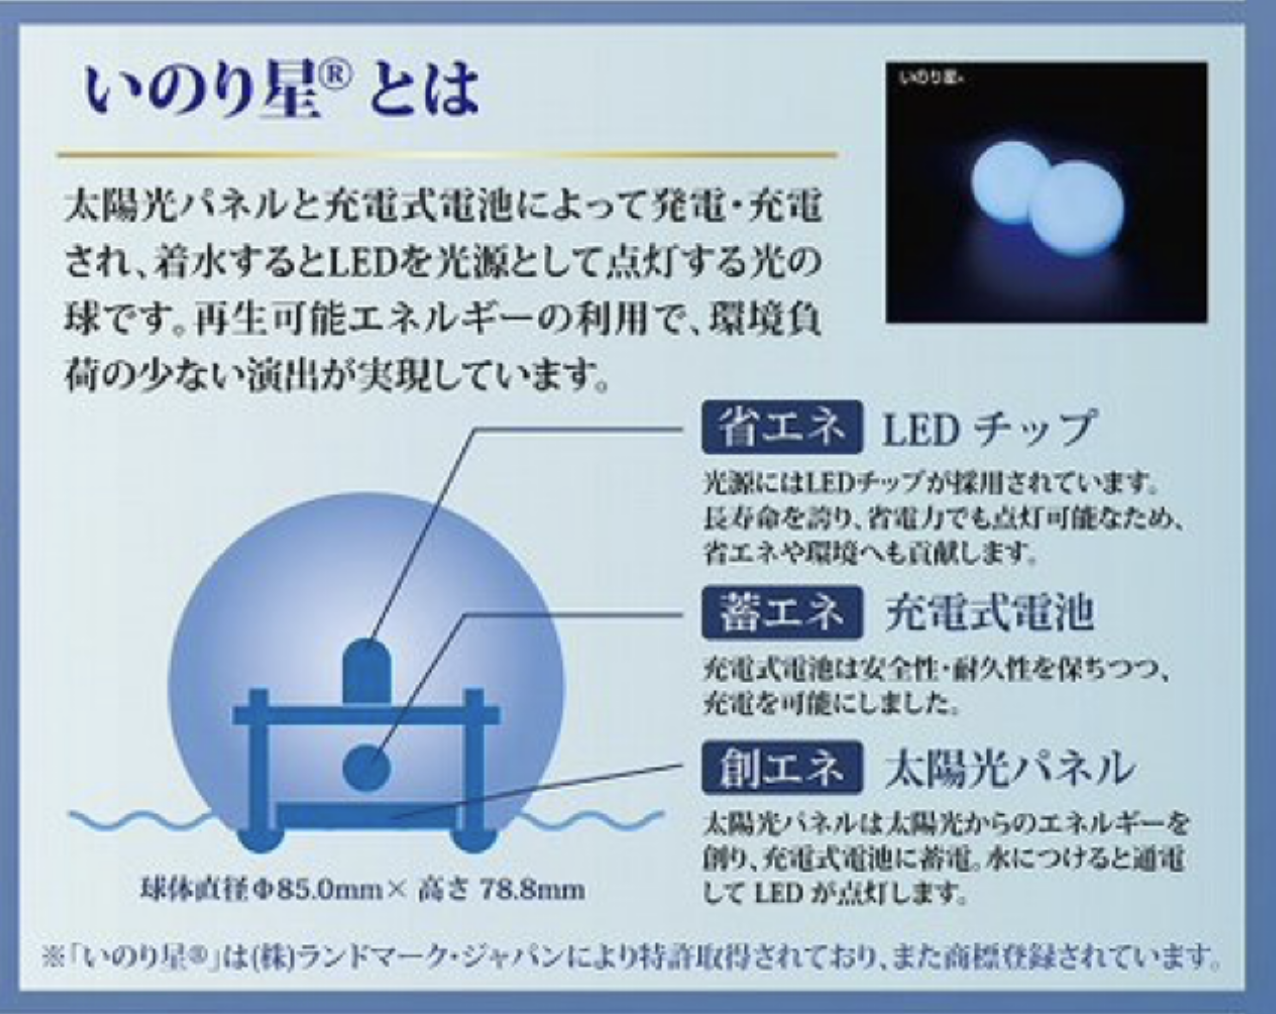 いのり星®とは
いのり星®
太陽光パネルと充電式電池によって発電・充電
され、着水するとLEDを光源として点灯する光の
球です。再生可能エネルギーの利用で、環境負
荷の少ない演出が実現しています。
省エネ LED チップ
光源にはLEDチップが採用されています。
長寿命を誇り、省電力でも点灯可能なため、
省エネや環境へも貢献します。
蓄エネ 充電式電池
充電式電池は安全性・耐久性を保ちつつ、
充電を可能にしました。
創エネ 太陽光パネル
太陽光パネルは太陽光からのエネルギーを
創り、充電式電池に蓄電。水につけると通電
して LED が点灯します。
球体直径Φ85.0mm× 高さ 78.8mm
※「いのり星®」は(株)ランドマーク・ジャパンにより特許取得されており、また商標登録されています。